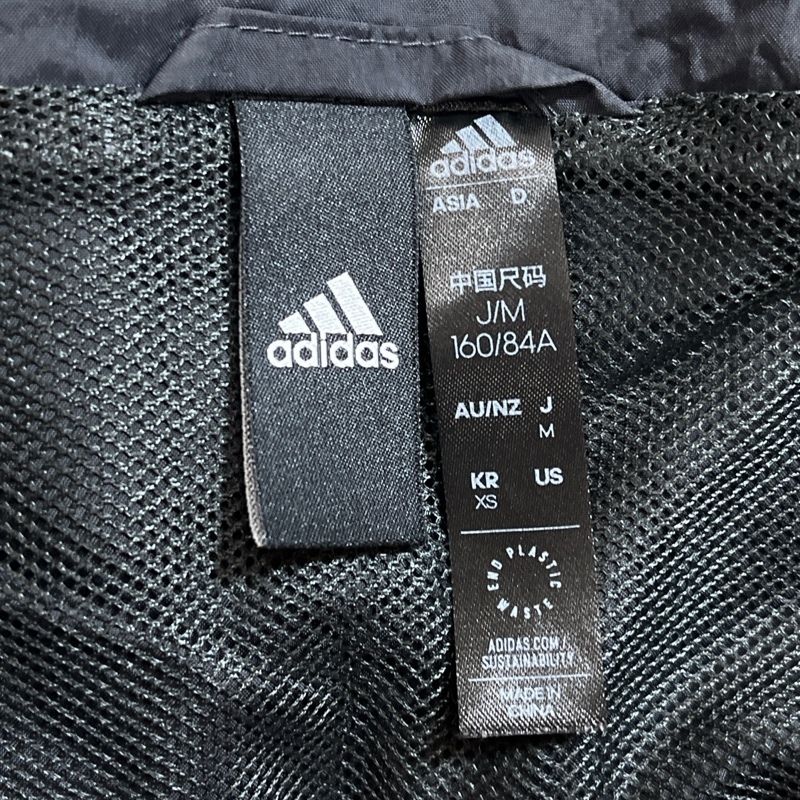 adidas
adidas
ASIA D
中国尺码
J/M
160/84A
AU/NZ J
M
KR US
XS
END PLASTIC WASTE
ADIDAS.COM/
SUSTAINABILITY
MADE IN
CHINA